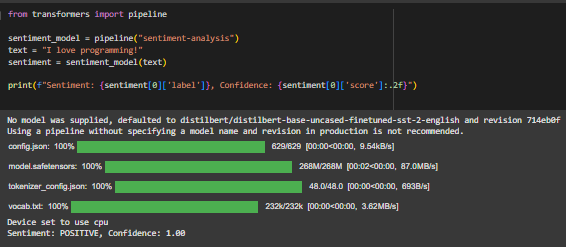 from transformers import pipeline
sentiment_model = pipeline("sentiment-analysis")
text = "I love programming!"
sentiment = sentiment_model(text)
print(f"Sentiment: {sentiment[0]['label']}, Confidence: {sentiment[0]['score']:.2f}")
No model was supplied, defaulted to distilbert/distilbert-base-uncased-finetuned-sst-2-english and revision 714eb0f
Using a pipeline without specifying a model name and revision in production is not recommended.
config.json: 100% 629/629 [00:00<00:00, 9.54kB/s]
model.safetensors: 100% 268M/268M [00:02<00:00, 87.0MB/s]
tokenizer_config.json: 100% 48.0/48.0 [00:00<00:00, 693B/s]
vocab.txt: 100% 232k/232k [00:00<00:00, 3.62MB/s]
Device set to use cpu
Sentiment: POSITIVE, Confidence: 1.00